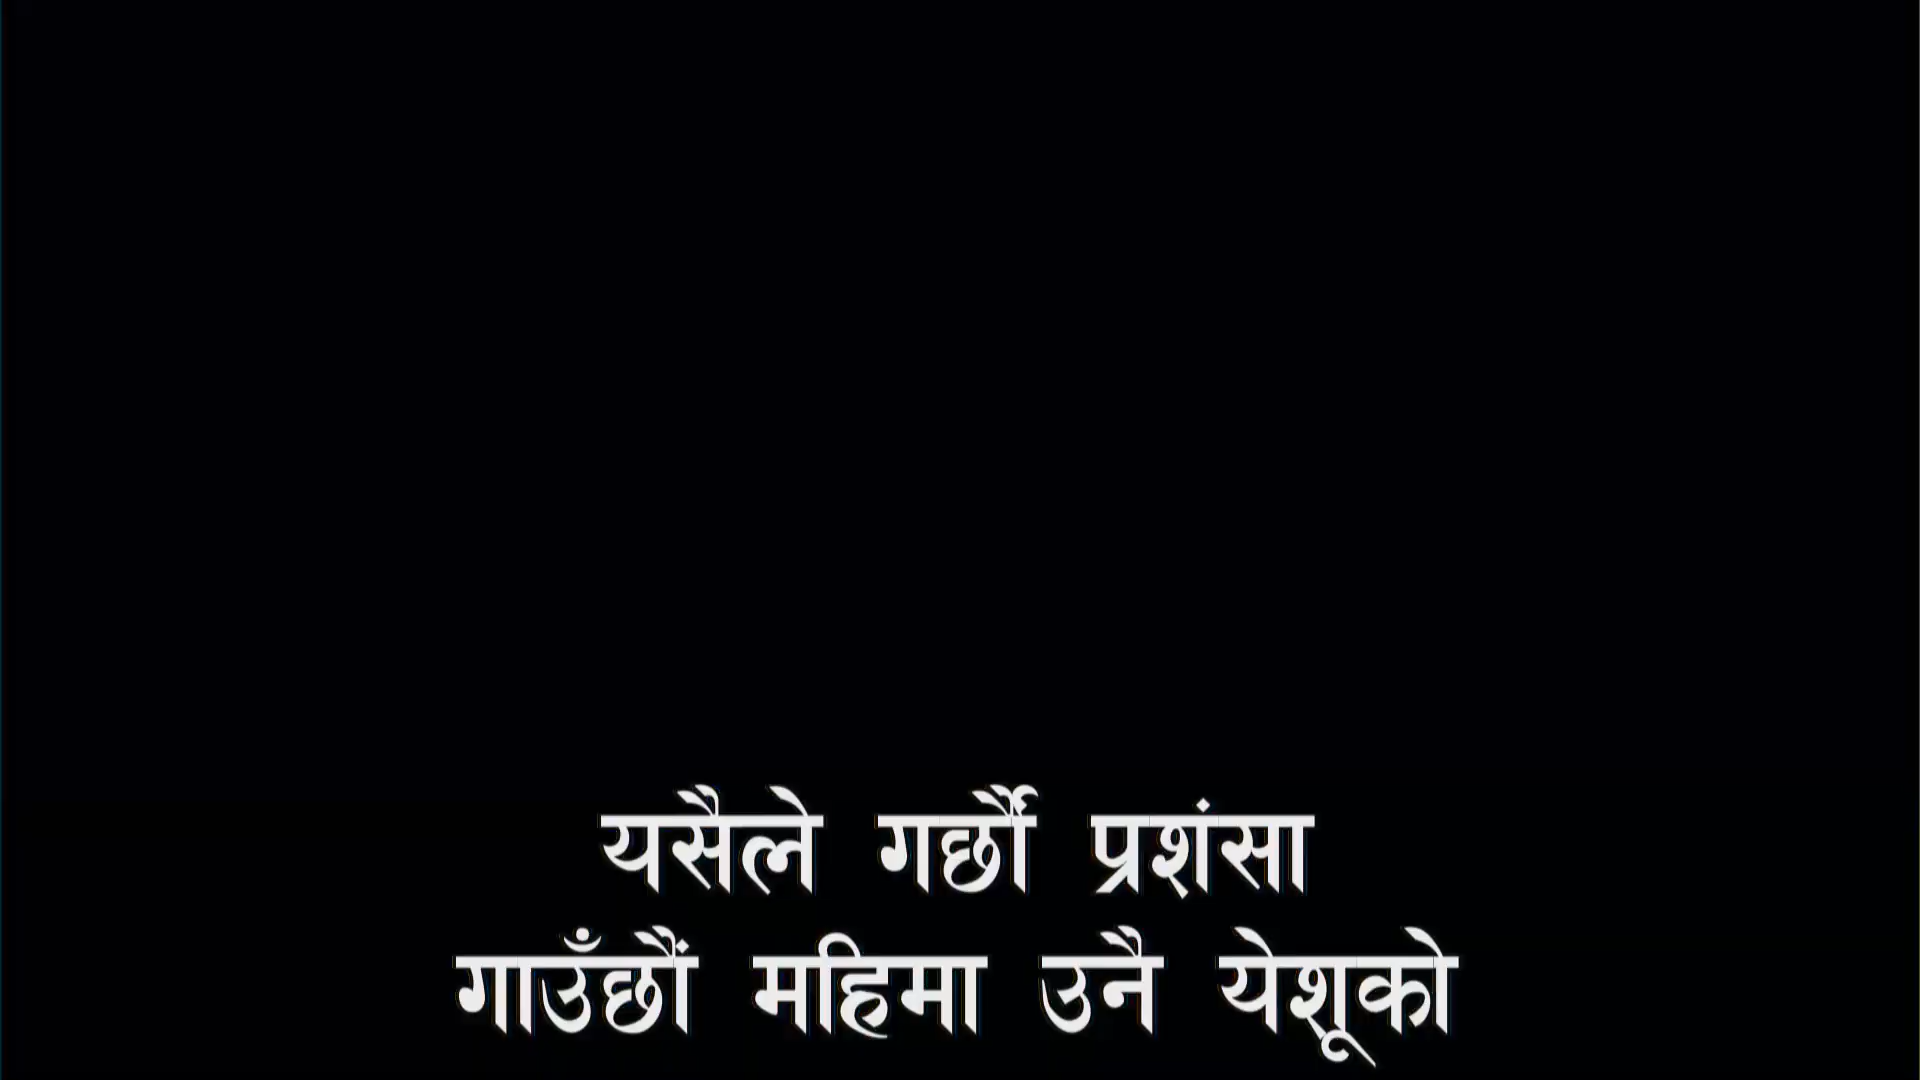 यसैले गर्छौं प्रशंसा
गाउँछौं महिमा उनै येशूको